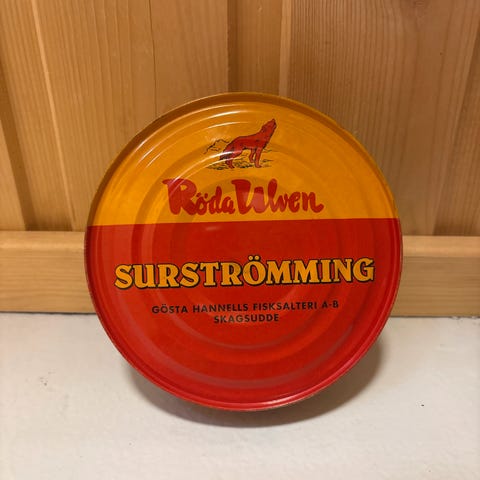 Röda Ulven
SURSTRÖMMING
GÖSTA HANNELLS FISKSALTERI A-B
SKAGSUDDE